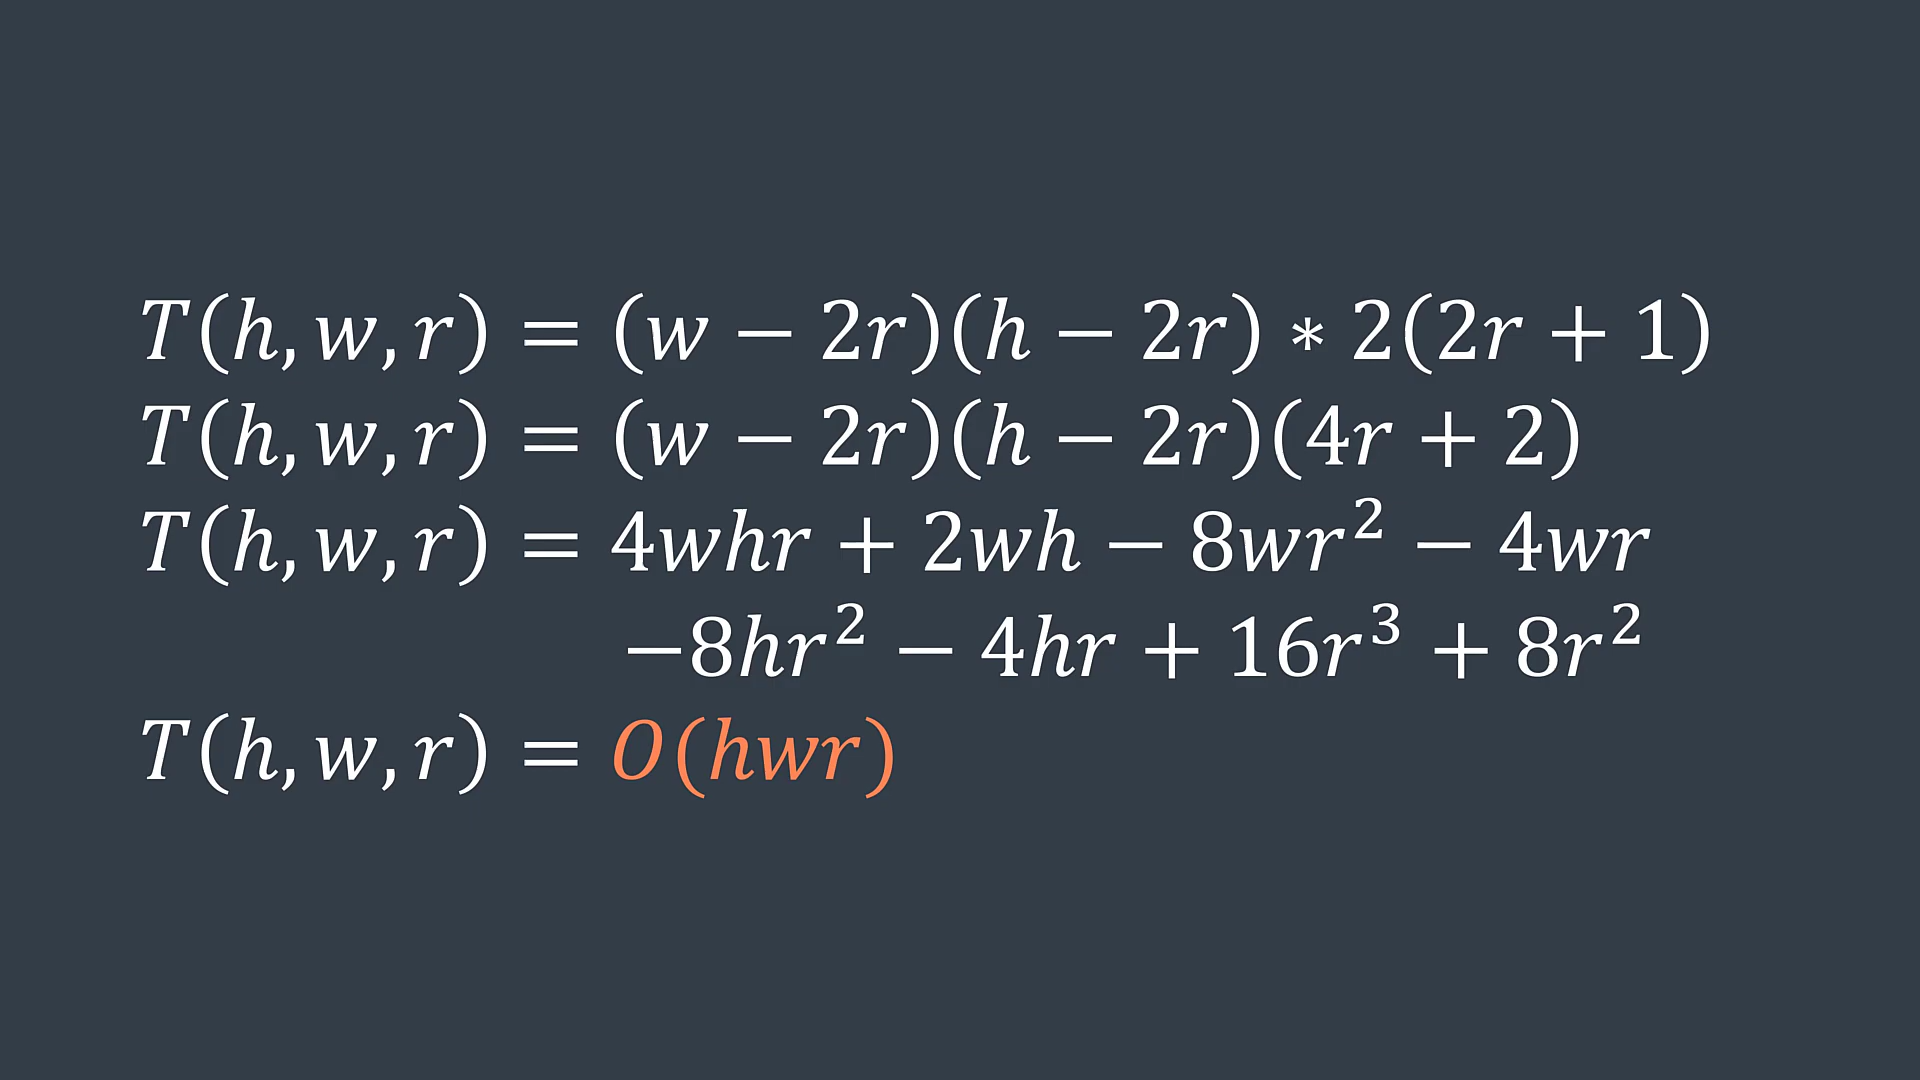 T(h, w, r) = (w − 2r)(h − 2r) ∗ 2(2r + 1)
T(h, w, r) = (w − 2r)(h − 2r)(4r + 2)
T(h, w, r) = 4whr + 2wh − 8wr² − 4wr
−8hr² − 4hr + 16r³ + 8r²
T(h, w, r) = O(hwr)